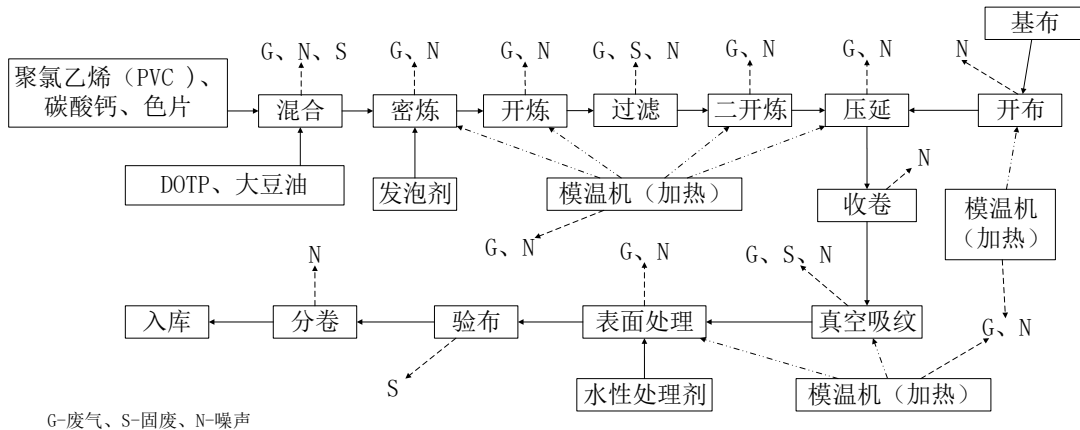 基布
G、N、S
G、N
G、N
G、S、N
G、N
G、N
N
聚氯乙烯（PVC ）、
碳酸钙、色片
混合
密炼
开炼
过滤
二开炼
压延
开布
DOTP、大豆油
发泡剂
模温机（加热）
N
收卷
模温机
（加热）
G、N
N
G、N
G、S、N
G、N
入库
分卷
验布
表面处理
真空吸纹
S
水性处理剂
模温机（加热）
G-废气、S-固废、N-噪声